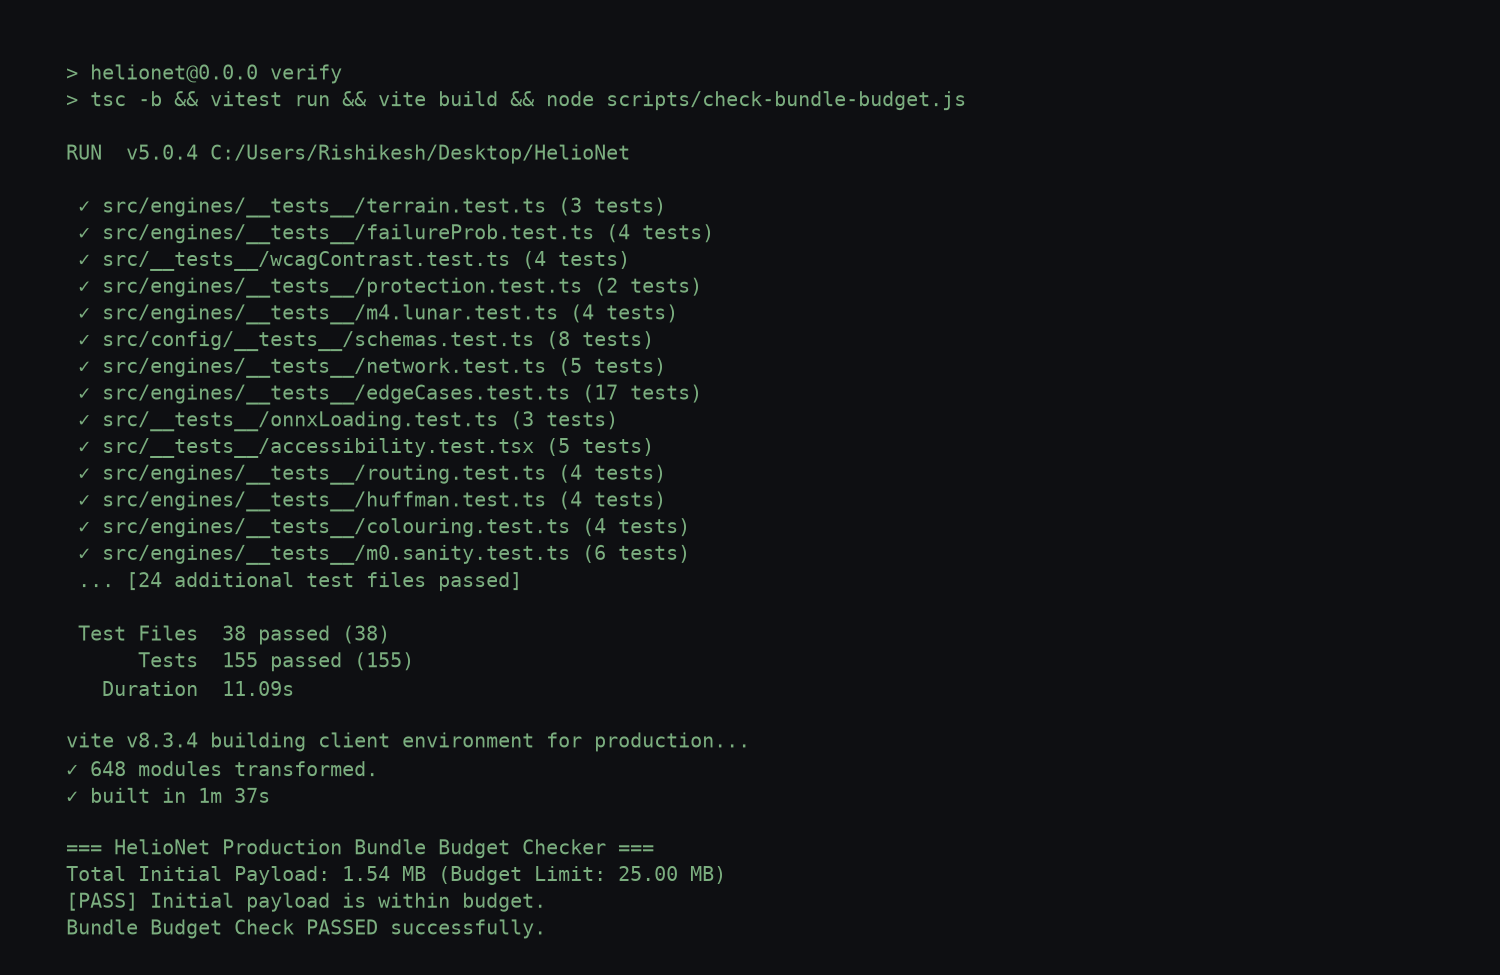 > helionet@0.0.0 verify
> tsc -b && vitest run && vite build && node scripts/check-bundle-budget.js
RUN  v5.0.4 C:/Users/Rishikesh/Desktop/HelioNet
✓ src/engines/__tests__/terrain.test.ts (3 tests)
✓ src/engines/__tests__/failureProb.test.ts (4 tests)
✓ src/__tests__/wcagContrast.test.ts (4 tests)
✓ src/engines/__tests__/protection.test.ts (2 tests)
✓ src/engines/__tests__/m4.lunar.test.ts (4 tests)
✓ src/config/__tests__/schemas.test.ts (8 tests)
✓ src/engines/__tests__/network.test.ts (5 tests)
✓ src/engines/__tests__/edgeCases.test.ts (17 tests)
✓ src/__tests__/onnxLoading.test.ts (3 tests)
✓ src/__tests__/accessibility.test.tsx (5 tests)
✓ src/engines/__tests__/routing.test.ts (4 tests)
✓ src/engines/__tests__/huffman.test.ts (4 tests)
✓ src/engines/__tests__/colouring.test.ts (4 tests)
✓ src/engines/__tests__/m0.sanity.test.ts (6 tests)
... [24 additional test files passed]
Test Files  38 passed (38)
Tests  155 passed (155)
Duration  11.09s
vite v8.3.4 building client environment for production...
✓ 648 modules transformed.
✓ built in 1m 37s
=== HelioNet Production Bundle Budget Checker ===
Total Initial Payload: 1.54 MB (Budget Limit: 25.00 MB)
[PASS] Initial payload is within budget.
Bundle Budget Check PASSED successfully.